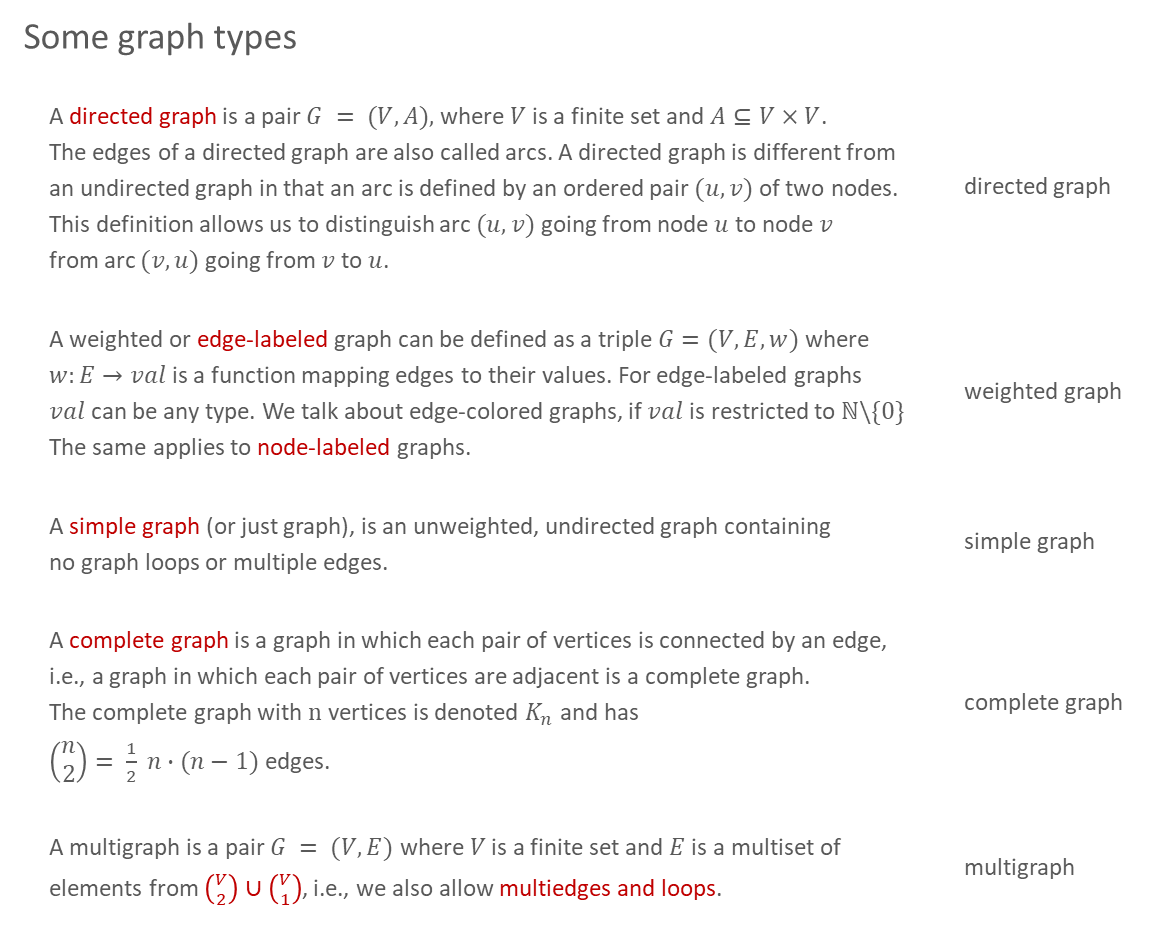 Some graph types
A directed graph is a pair G = (V, A), where V is a finite set and A ⊆ V × V.
The edges of a directed graph are also called arcs. A directed graph is different from
an undirected graph in that an arc is defined by an ordered pair (u, v) of two nodes.
This definition allows us to distinguish arc (u, v) going from node u to node v
from arc (v, u) going from v to u.
directed graph
A weighted or edge-labeled graph can be defined as a triple G = (V, E, w) where
w: E → val is a function mapping edges to their values. For edge-labeled graphs
val can be any type. We talk about edge-colored graphs, if val is restricted to ℕ\{0}
The same applies to node-labeled graphs.
weighted graph
A simple graph (or just graph), is an unweighted, undirected graph containing
no graph loops or multiple edges.
simple graph
A complete graph is a graph in which each pair of vertices is connected by an edge,
i.e., a graph in which each pair of vertices are adjacent is a complete graph.
The complete graph with n vertices is denoted Kₙ and has
(n 2) = 1/2 n · (n − 1) edges.
complete graph
A multigraph is a pair G = (V, E) where V is a finite set and E is a multiset of
elements from (V 2) ∪ (V 1), i.e., we also allow multiedges and loops.
multigraph